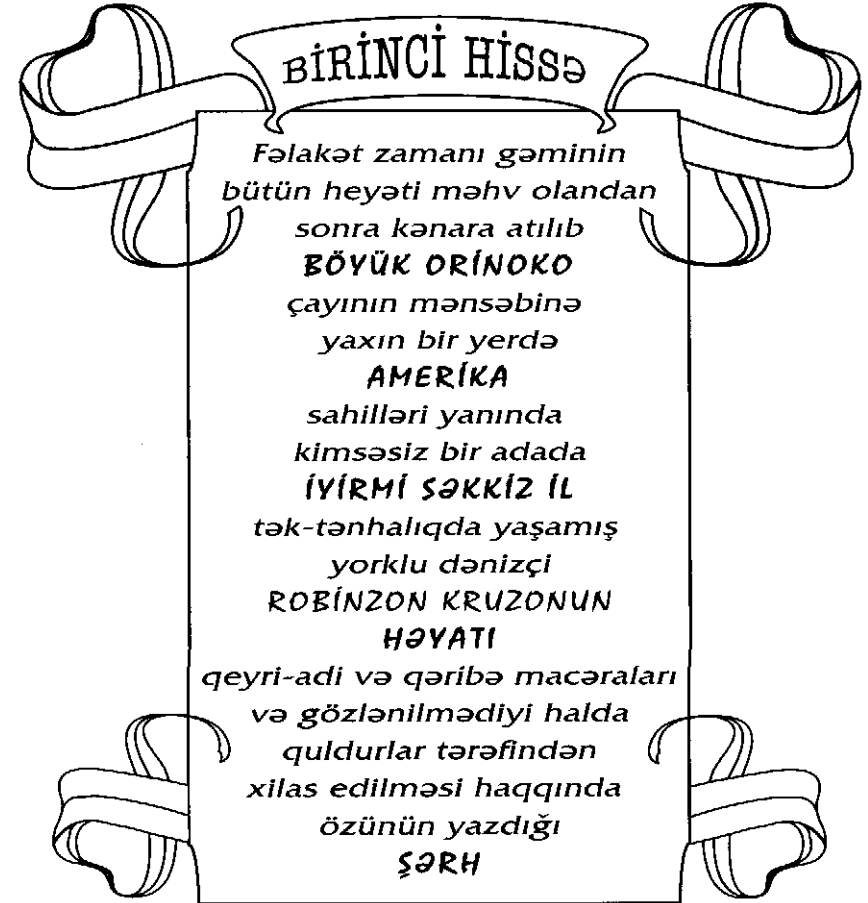 BİRİNCİ HİSSƏ
Fəlakət zamanı gəminin
bütün heyəti məhv olandan
sonra kənara atılıb
BÖYÜK ORİNOKO
çayının mənsəbinə
yaxın bir yerdə
AMERİKA
sahilləri yanında
kimsəsiz bir adada
İYİRMİ SƏKKİZ İL
tək-tənhalıqda yaşamış
yorklu dənizçi
ROBİNZON KRUZONUN
HƏYATI
qeyri-adi və qəribə macəraları
və gözlənilmədiyi halda
quldurlar tərəfindən
xilas edilməsi haqqında
özünün yazdığı
ŞƏRH